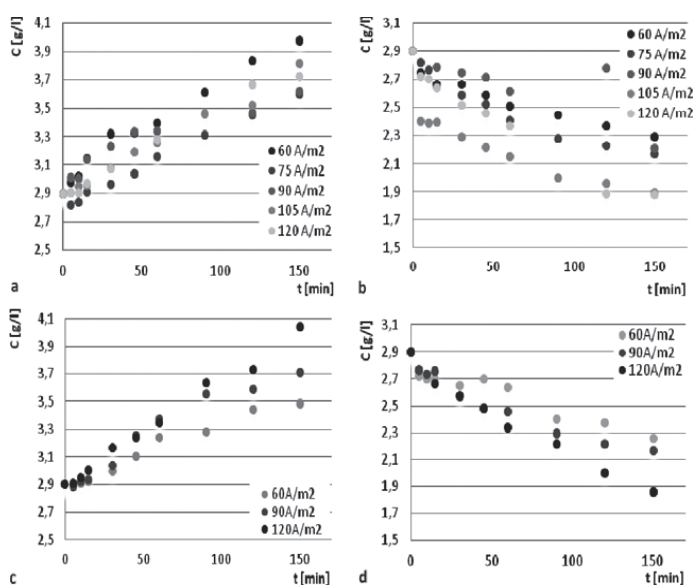 C [g/l]
4,1
3,9
3,7
3,5
3,3
3,1
2,9
2,7
2,5
0 50 100 150
t [min]
60 A/m2
75 A/m2
90 A/m2
105 A/m2
120 A/m2
a
C [g/l]
3,1
2,9
2,7
2,5
2,3
2,1
1,9
1,7
1,5
0 50 100 150
t [min]
60 A/m2
75 A/m2
90 A/m2
105 A/m2
120 A/m2
b
C [g/l]
4,1
3,9
3,7
3,5
3,3
3,1
2,9
2,7
2,5
0 50 100 150
t [min]
60A/m2
90A/m2
120A/m2
c
C [g/l]
3,1
2,9
2,7
2,5
2,3
2,1
1,9
1,7
1,5
0 50 100 150
t [min]
60A/m2
90A/m2
120A/m2
d